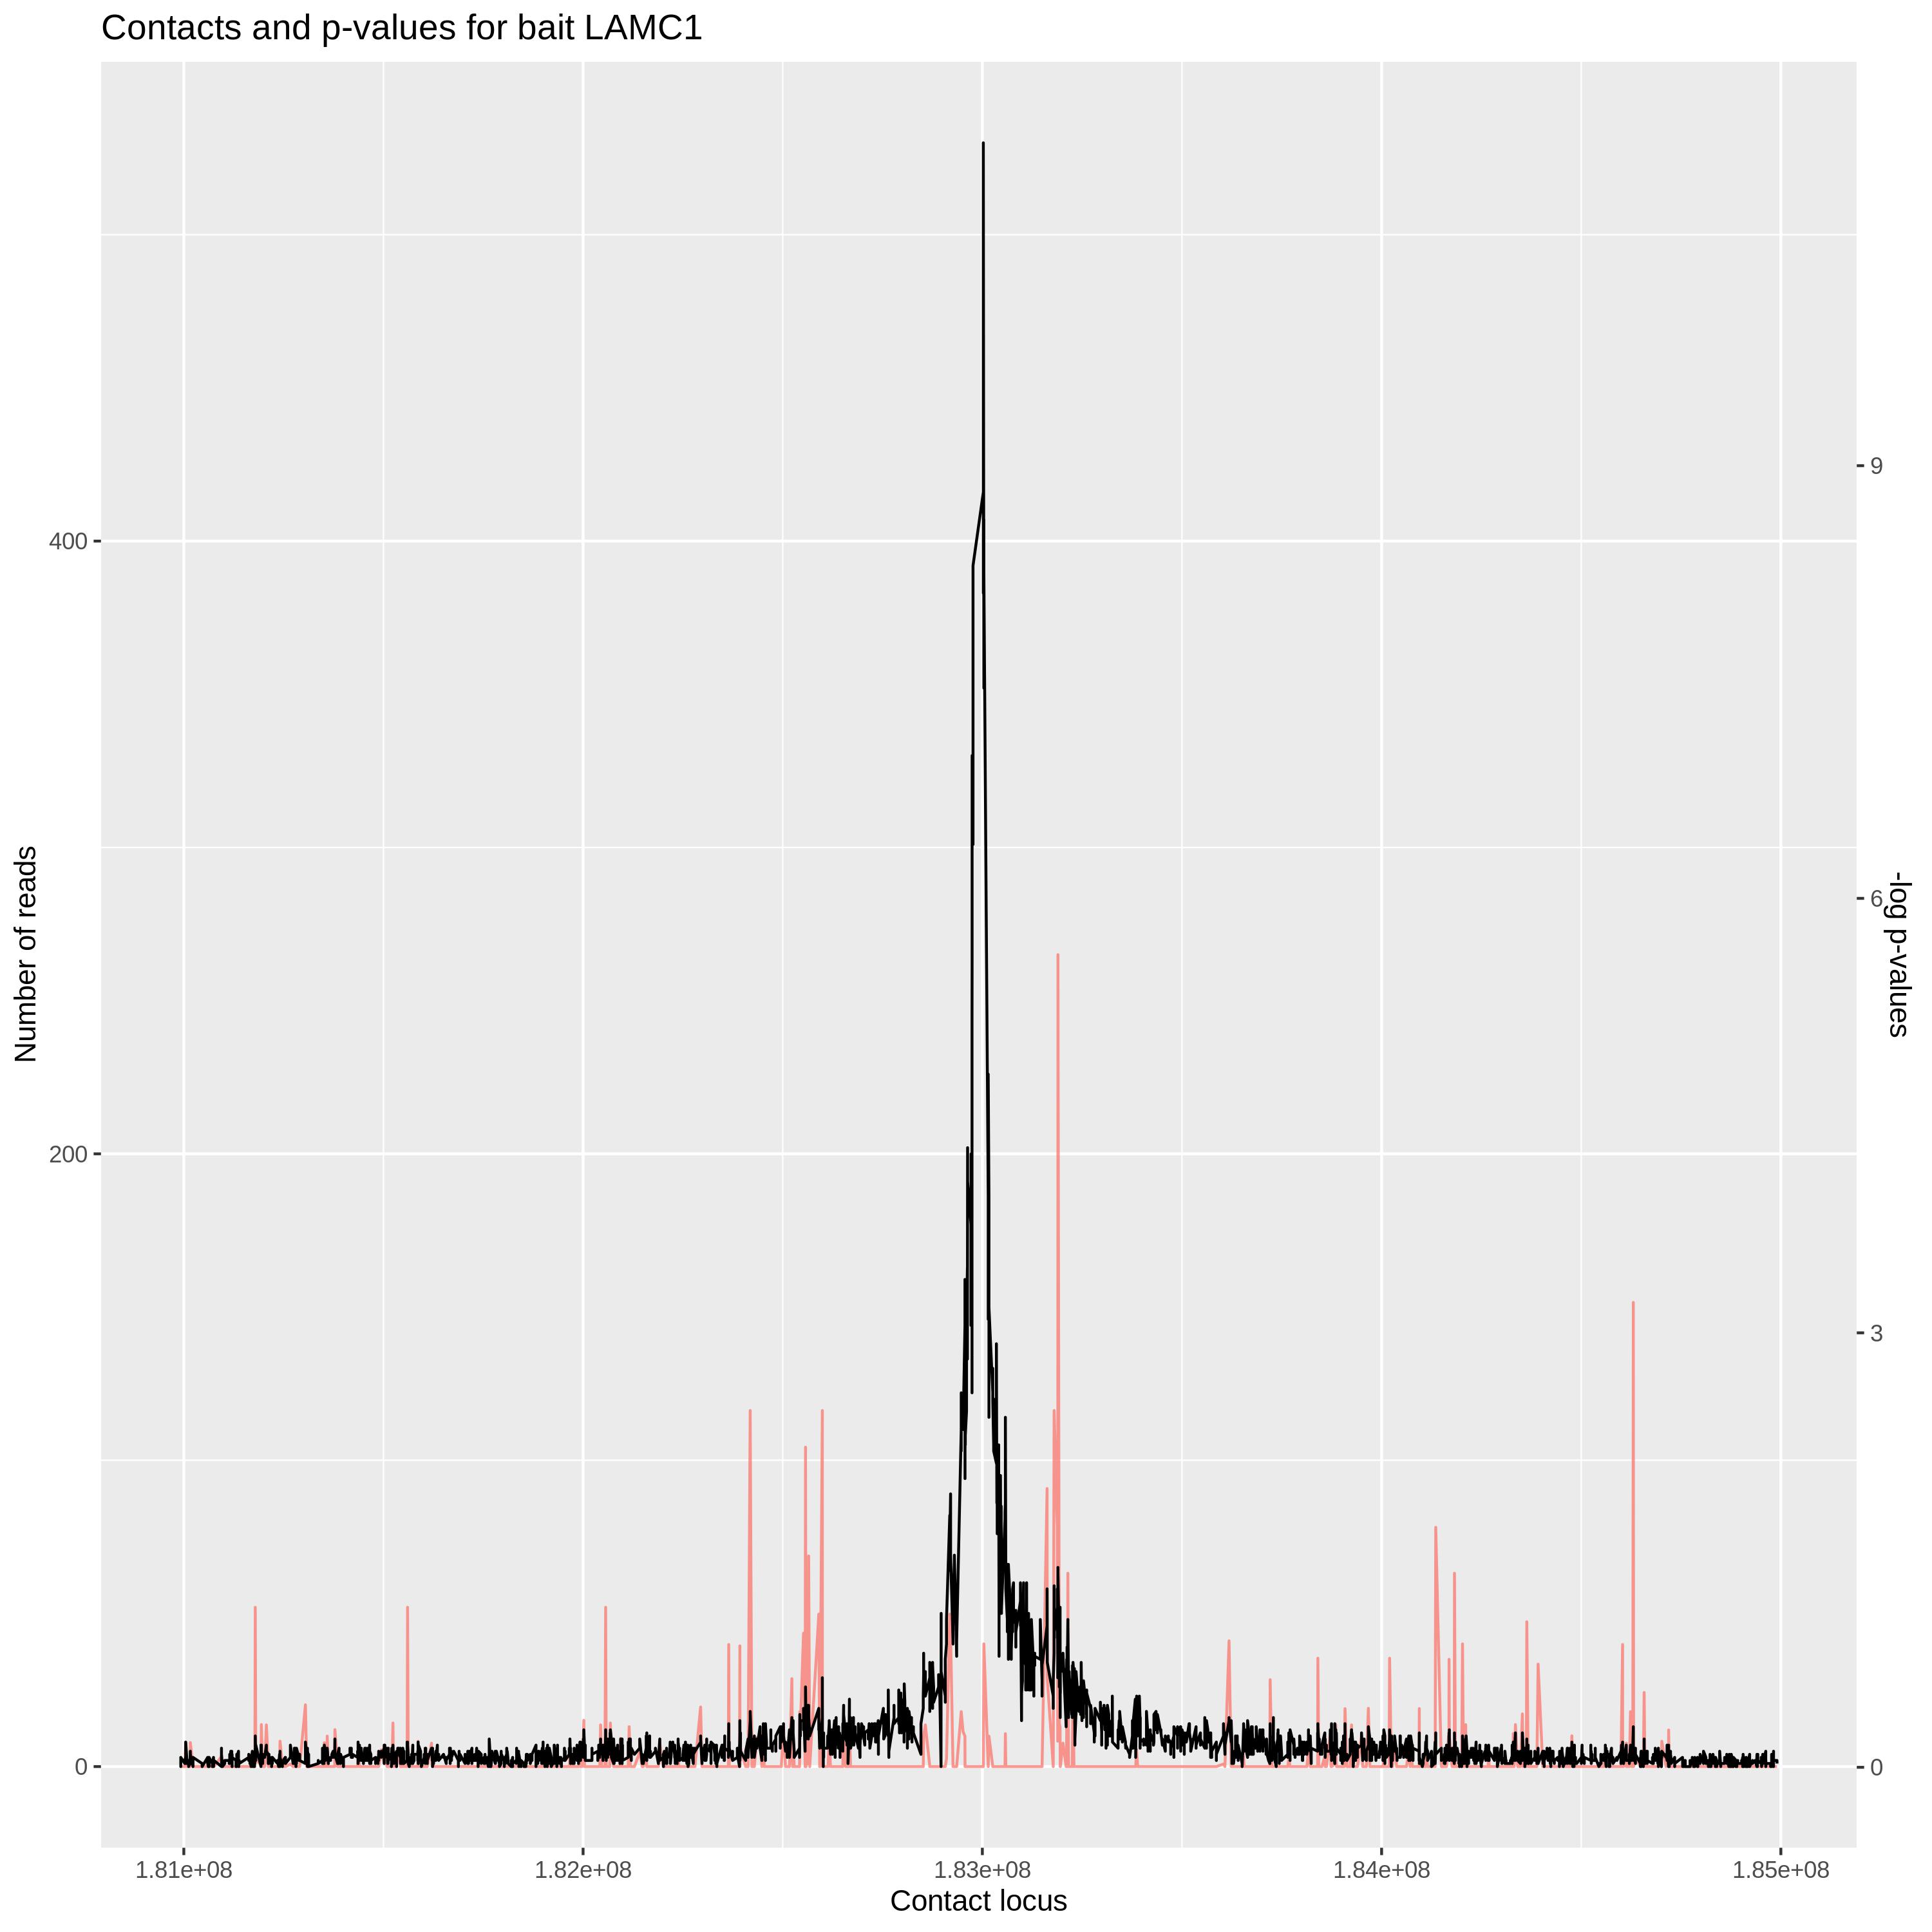 Contacts and p-values for bait LAMC1
Number of reads
400
200
0
9
6
3
0
-log p-values
1.81e+08
1.82e+08
1.83e+08
1.84e+08
1.85e+08
Contact locus